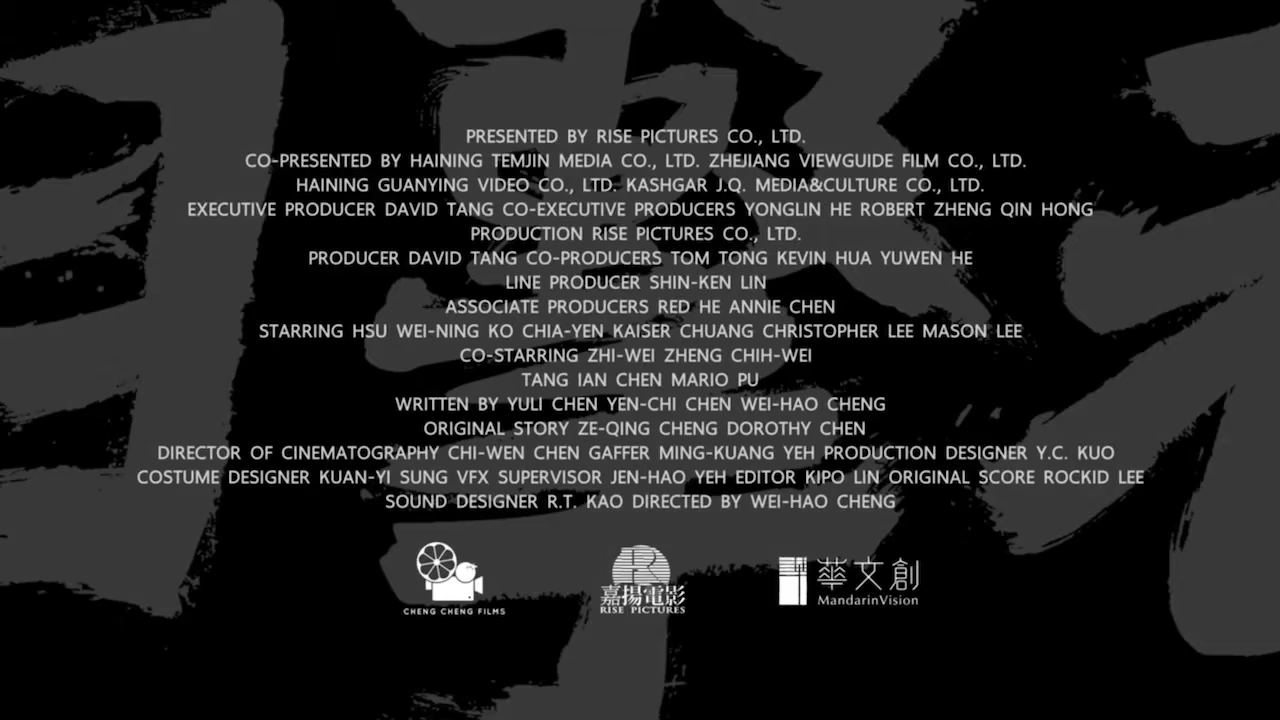 PRESENTED BY RISE PICTURES CO., LTD.
CO-PRESENTED BY HAINING TEMJIN MEDIA CO., LTD. ZHEJIANG VIEWGUIDE FILM CO., LTD.
HAINING GUANYING VIDEO CO., LTD. KASHGAR J.Q. MEDIA&CULTURE CO., LTD.
EXECUTIVE PRODUCER DAVID TANG CO-EXECUTIVE PRODUCERS YONGLIN HE ROBERT ZHENG QIN HONG
PRODUCTION RISE PICTURES CO., LTD.
PRODUCER DAVID TANG CO-PRODUCERS TOM TONG KEVIN HUA YUWEN HE
LINE PRODUCER SHIN-KEN LIN
ASSOCIATE PRODUCERS RED HE ANNIE CHEN
STARRING HSU WEI-NING KO CHIA-YEN KAISER CHUANG CHRISTOPHER LEE MASON LEE
CO-STARRING ZHI-WEI ZHENG CHIH-WEI
TANG IAN CHEN MARIO PU
WRITTEN BY YULI CHEN YEN-CHI CHEN WEI-HAO CHENG
ORIGINAL STORY ZE-QING CHENG DOROTHY CHEN
DIRECTOR OF CINEMATOGRAPHY CHI-WEN CHEN GAFFER MING-KUANG YEH PRODUCTION DESIGNER Y.C. KUO
COSTUME DESIGNER KUAN-YI SUNG VFX SUPERVISOR JEN-HAO YEH EDITOR KIPO LIN ORIGINAL SCORE ROCKID LEE
SOUND DESIGNER R.T. KAO DIRECTED BY WEI-HAO CHENG
CHENG CHENG FILMS
R
嘉揚電影
RISE PICTURES
華文創
MandarinVision